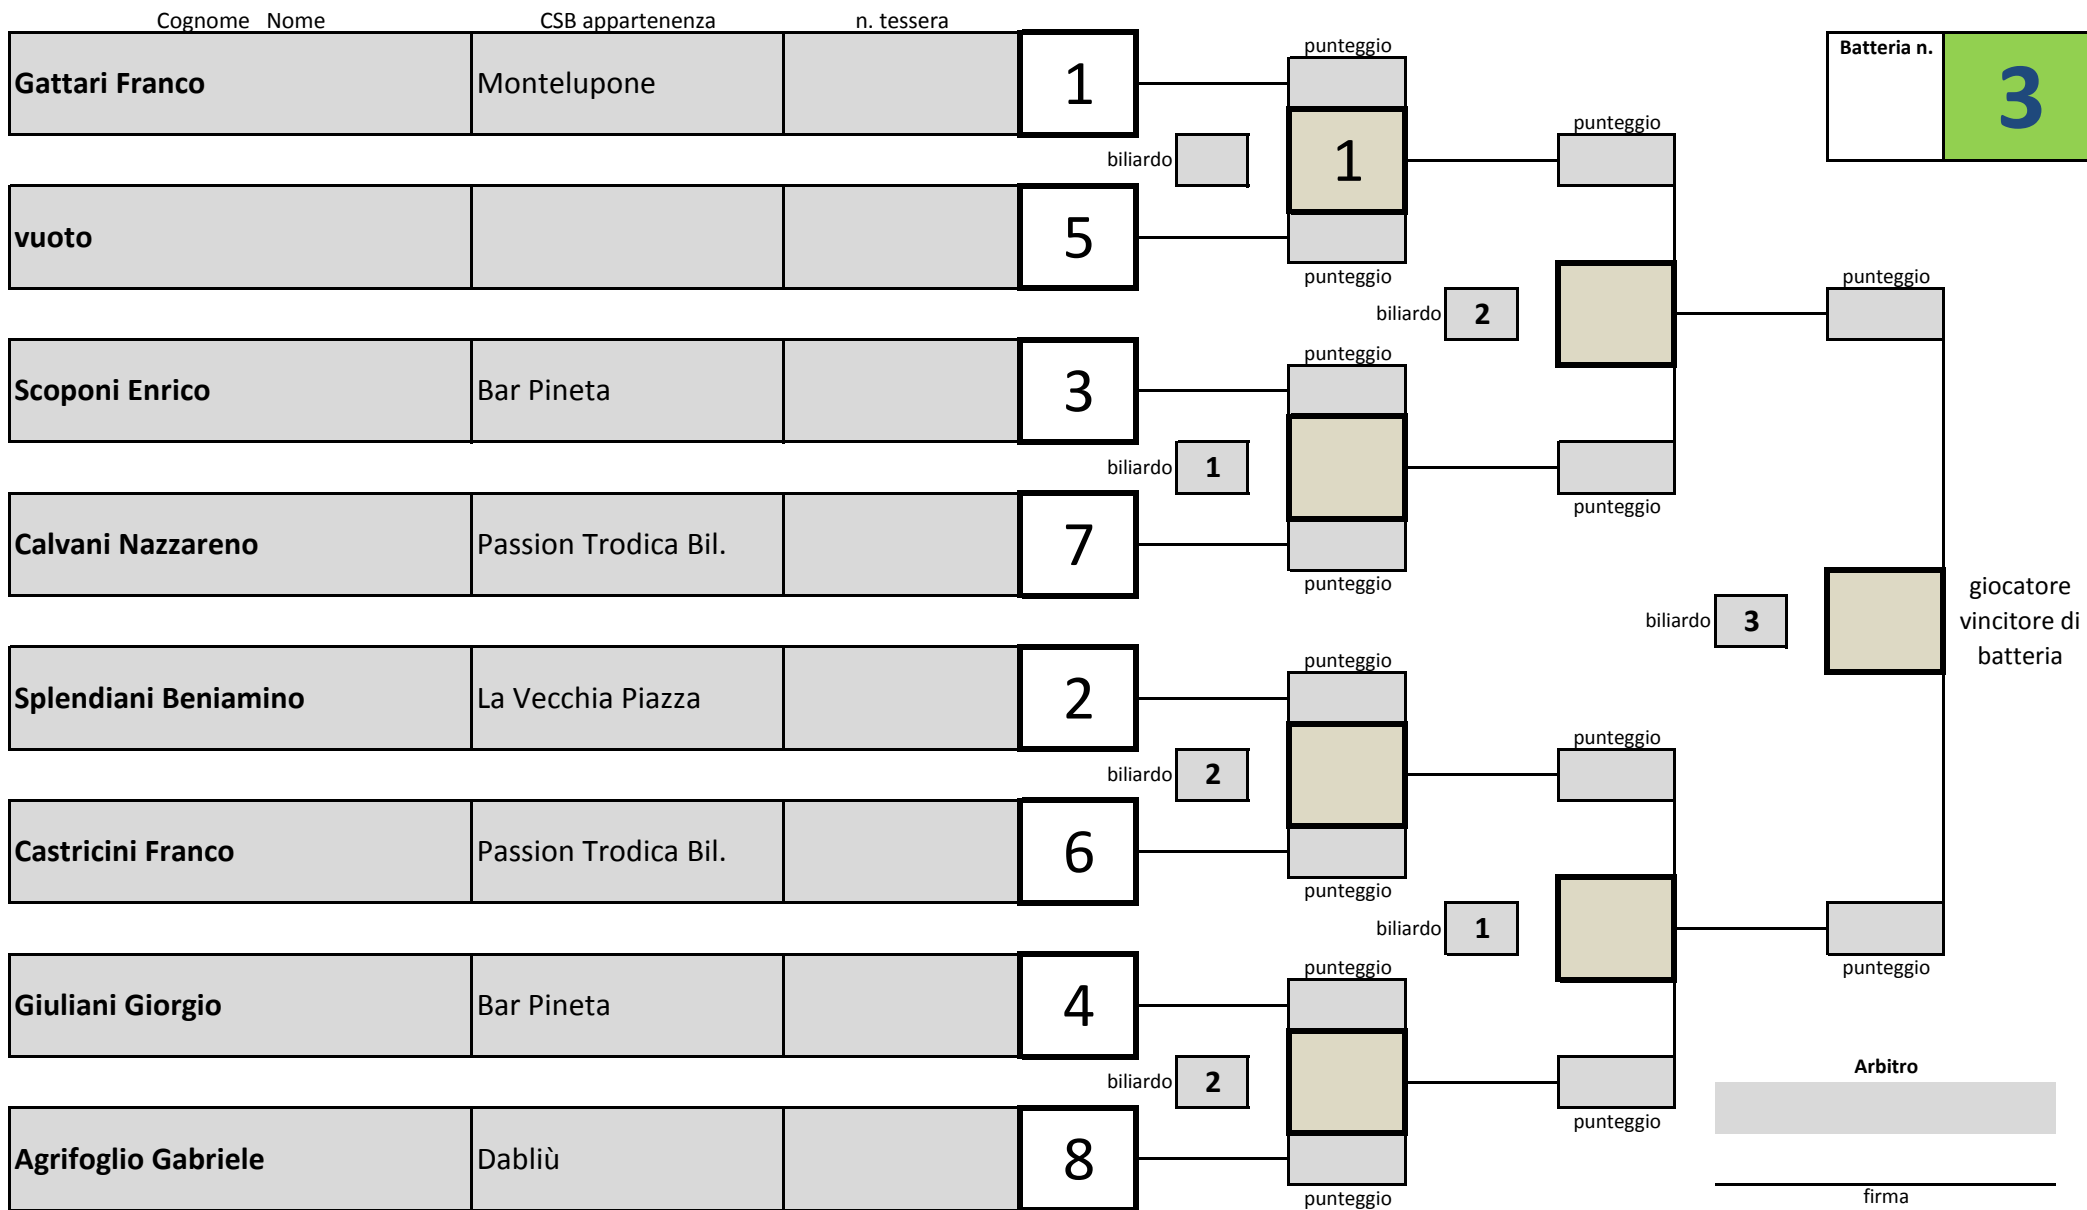 Cognome   Nome CSB appartenenza n. tessera
punteggio
Batteria n. 3
Gattari Franco Montelupone 1
punteggio
biliardo 1
vuoto 5
punteggio
punteggio
biliardo 2
punteggio
Scoponi Enrico Bar Pineta 3
biliardo 1
punteggio
Calvani Nazzareno Passion Trodica Bil. 7
punteggio
giocatore
vincitore di
batteria
biliardo 3
punteggio
Splendiani Beniamino La Vecchia Piazza 2
punteggio
biliardo 2
Castricini Franco Passion Trodica Bil. 6
punteggio
biliardo 1
punteggio
punteggio
Giuliani Giorgio Bar Pineta 4
Arbitro
biliardo 2
punteggio
Agrifoglio Gabriele Dabliù 8
punteggio
firma